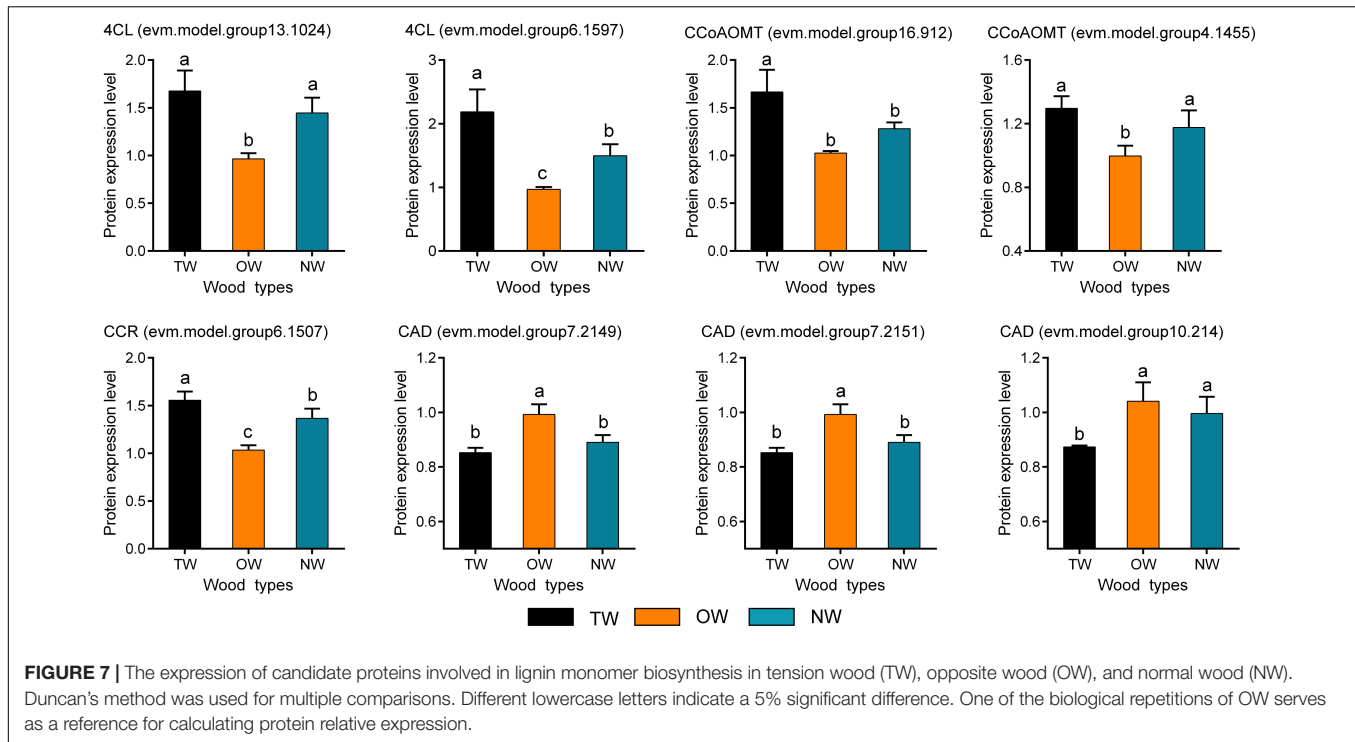 4CL (evm.model.group13.1024)
4CL (evm.model.group6.1597)
CCoAOMT (evm.model.group16.912)
CCoAOMT (evm.model.group4.1455)
Protein expression level
2.0
1.5
1.0
0.5
0.0
a
b
a
TW OW NW
Wood types
Protein expression level
3
2
1
0
a
c
b
TW OW NW
Wood types
Protein expression level
2.0
1.5
1.0
0.5
0.0
a
b
b
TW OW NW
Wood types
Protein expression level
1.6
1.2
0.8
0.4
a
b
a
TW OW NW
Wood types
CCR (evm.model.group6.1507)
CAD (evm.model.group7.2149)
CAD (evm.model.group7.2151)
CAD (evm.model.group10.214)
Protein expression level
2.0
1.5
1.0
0.5
0.0
a
c
b
TW OW NW
Wood types
Protein expression level
1.2
1.0
0.8
0.6
b
a
b
TW OW NW
Wood types
Protein expression level
1.2
1.0
0.8
0.6
b
a
b
TW OW NW
Wood types
Protein expression level
1.2
1.0
0.8
0.6
b
a
a
TW OW NW
Wood types
TW OW NW
FIGURE 7 | The expression of candidate proteins involved in lignin monomer biosynthesis in tension wood (TW), opposite wood (OW), and normal wood (NW).
Duncan's method was used for multiple comparisons. Different lowercase letters indicate a 5% significant difference. One of the biological repetitions of OW serves
as a reference for calculating protein relative expression.